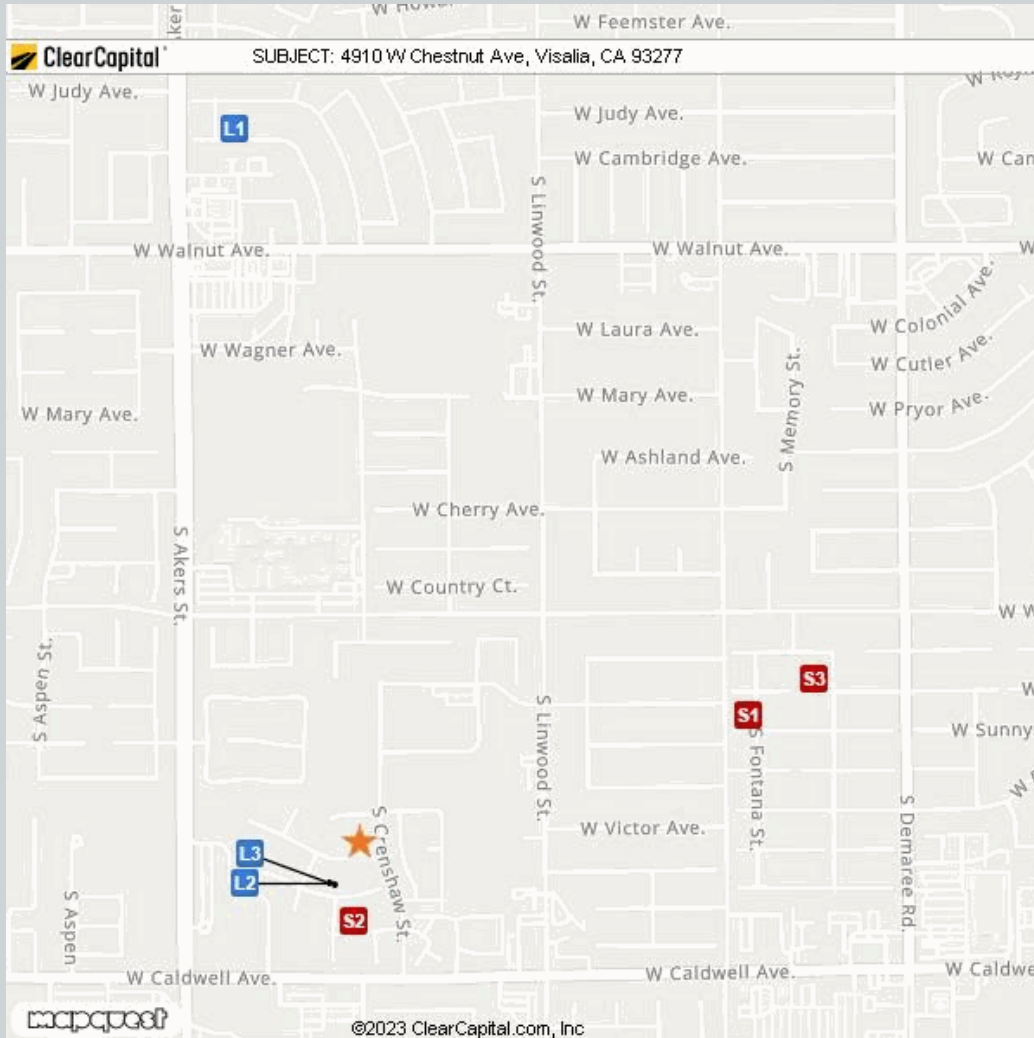 W Feemster Ave.
ClearCapital
SUBJECT: 4910 W Chestnut Ave, Visalia, CA 93277
W Judy Ave.
L1
W Judy Ave.
W Cambridge Ave.
W Cam
S Linwood St.
W Walnut Ave.
W Walnut Ave.
W
W Colonial Ave.
W Laura Ave.
W Wagner Ave.
W Cutler Ave.
S Memory St.
W Mary Ave.
W Pryor Ave.
W Mary Ave.
W Ashland Ave.
W Cherry Ave.
S Akers St.
W Country Ct.
W W
S Aspen St.
S3
W
S1
S Linwood St.
S Fontana St.
W Sunny
S Crenshaw St.
W Victor Ave.
S Demaree Rd.
L3
L2
S Aspen
S2
W Caldwell Ave.
W Caldwell Ave.
W Caldwe
mapquest
©2023 ClearCapital.com, Inc